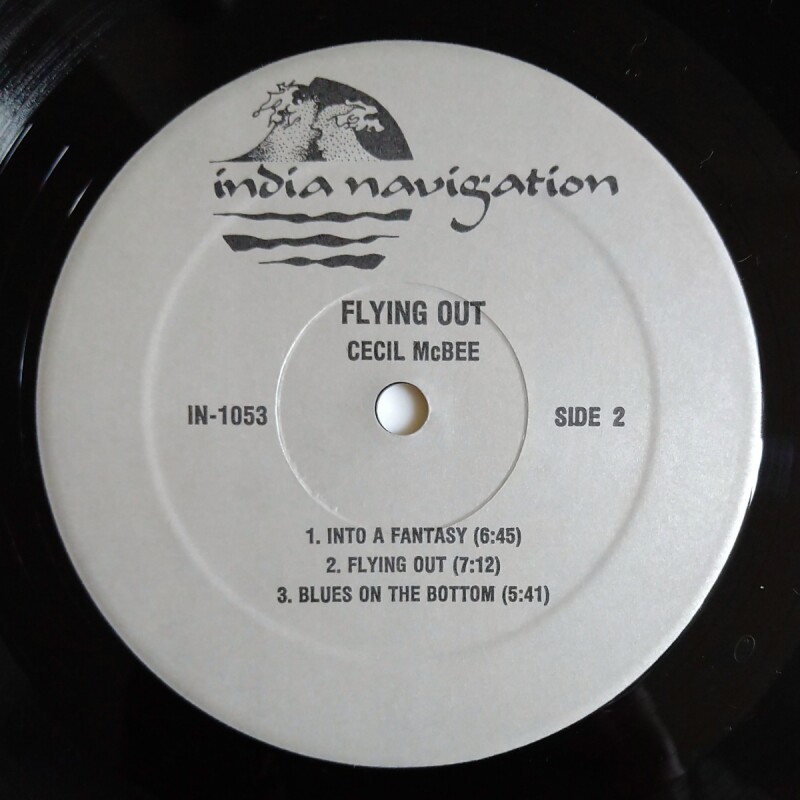 india navigation
FLYING OUT
CECIL McBEE
IN-1053
SIDE 2
1. INTO A FANTASY (6:45)
2. FLYING OUT (7:12)
3. BLUES ON THE BOTTOM (5:41)